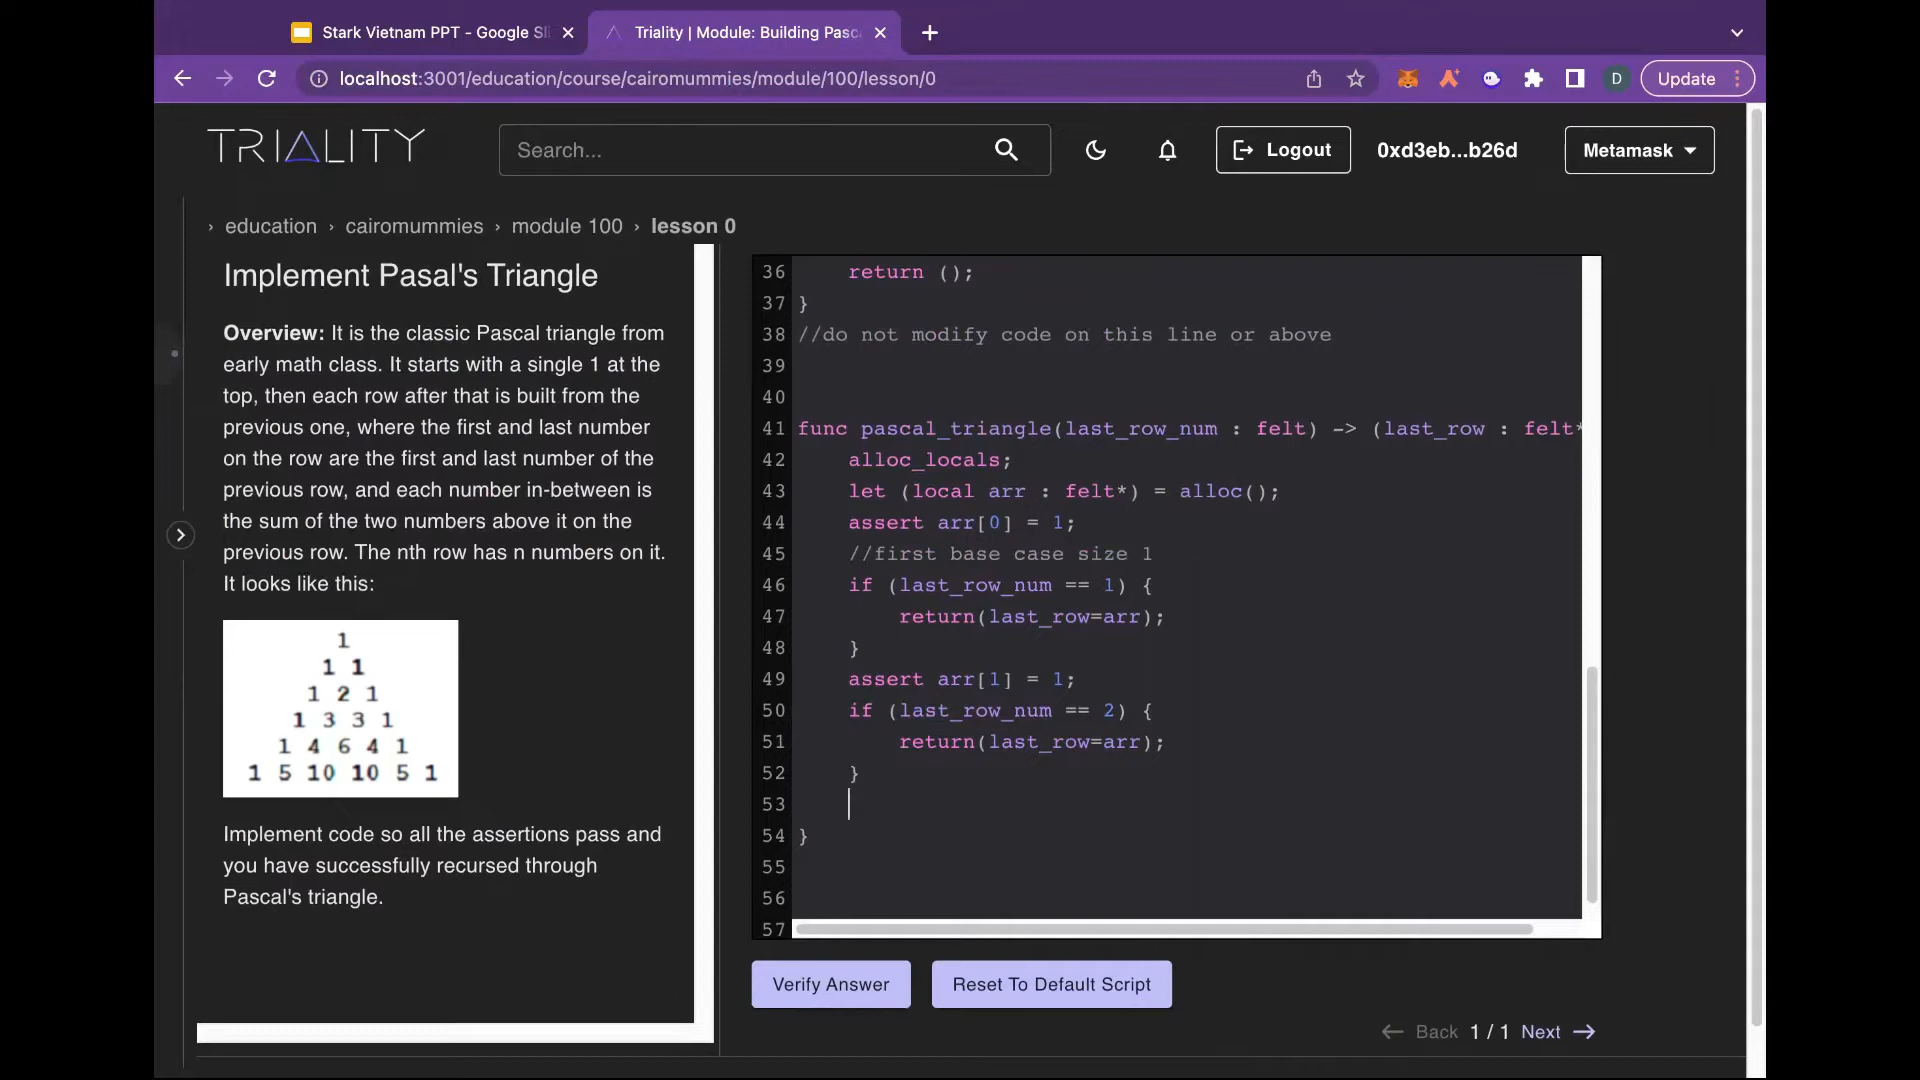 Stark Vietnam PPT - Google Sli
Triality | Module: Building Pasc
localhost:3001/education/course/cairomummies/module/100/lesson/0
D
Update
TRIALITY
Search...
Logout
0xd3eb...b26d
Metamask
› education › cairomummies › module 100 › lesson 0
Implement Pasal's Triangle
Overview: It is the classic Pascal triangle from
early math class. It starts with a single 1 at the
top, then each row after that is built from the
previous one, where the first and last number
on the row are the first and last number of the
previous row, and each number in-between is
the sum of the two numbers above it on the
previous row. The nth row has n numbers on it.
It looks like this:
1
1 1
1 2 1
1 3 3 1
1 4 6 4 1
1 5 10 10 5 1
Implement code so all the assertions pass and
you have successfully recursed through
Pascal's triangle.
36 return ();
37 }
38 //do not modify code on this line or above
39
40
41 func pascal_triangle(last_row_num : felt) -> (last_row : felt*
42 alloc_locals;
43 let (local arr : felt*) = alloc();
44 assert arr[0] = 1;
45 //first base case size 1
46 if (last_row_num == 1) {
47 return(last_row=arr);
48 }
49 assert arr[1] = 1;
50 if (last_row_num == 2) {
51 return(last_row=arr);
52 }
53
54 }
55
56
57
Verify Answer
Reset To Default Script
Back 1 / 1 Next